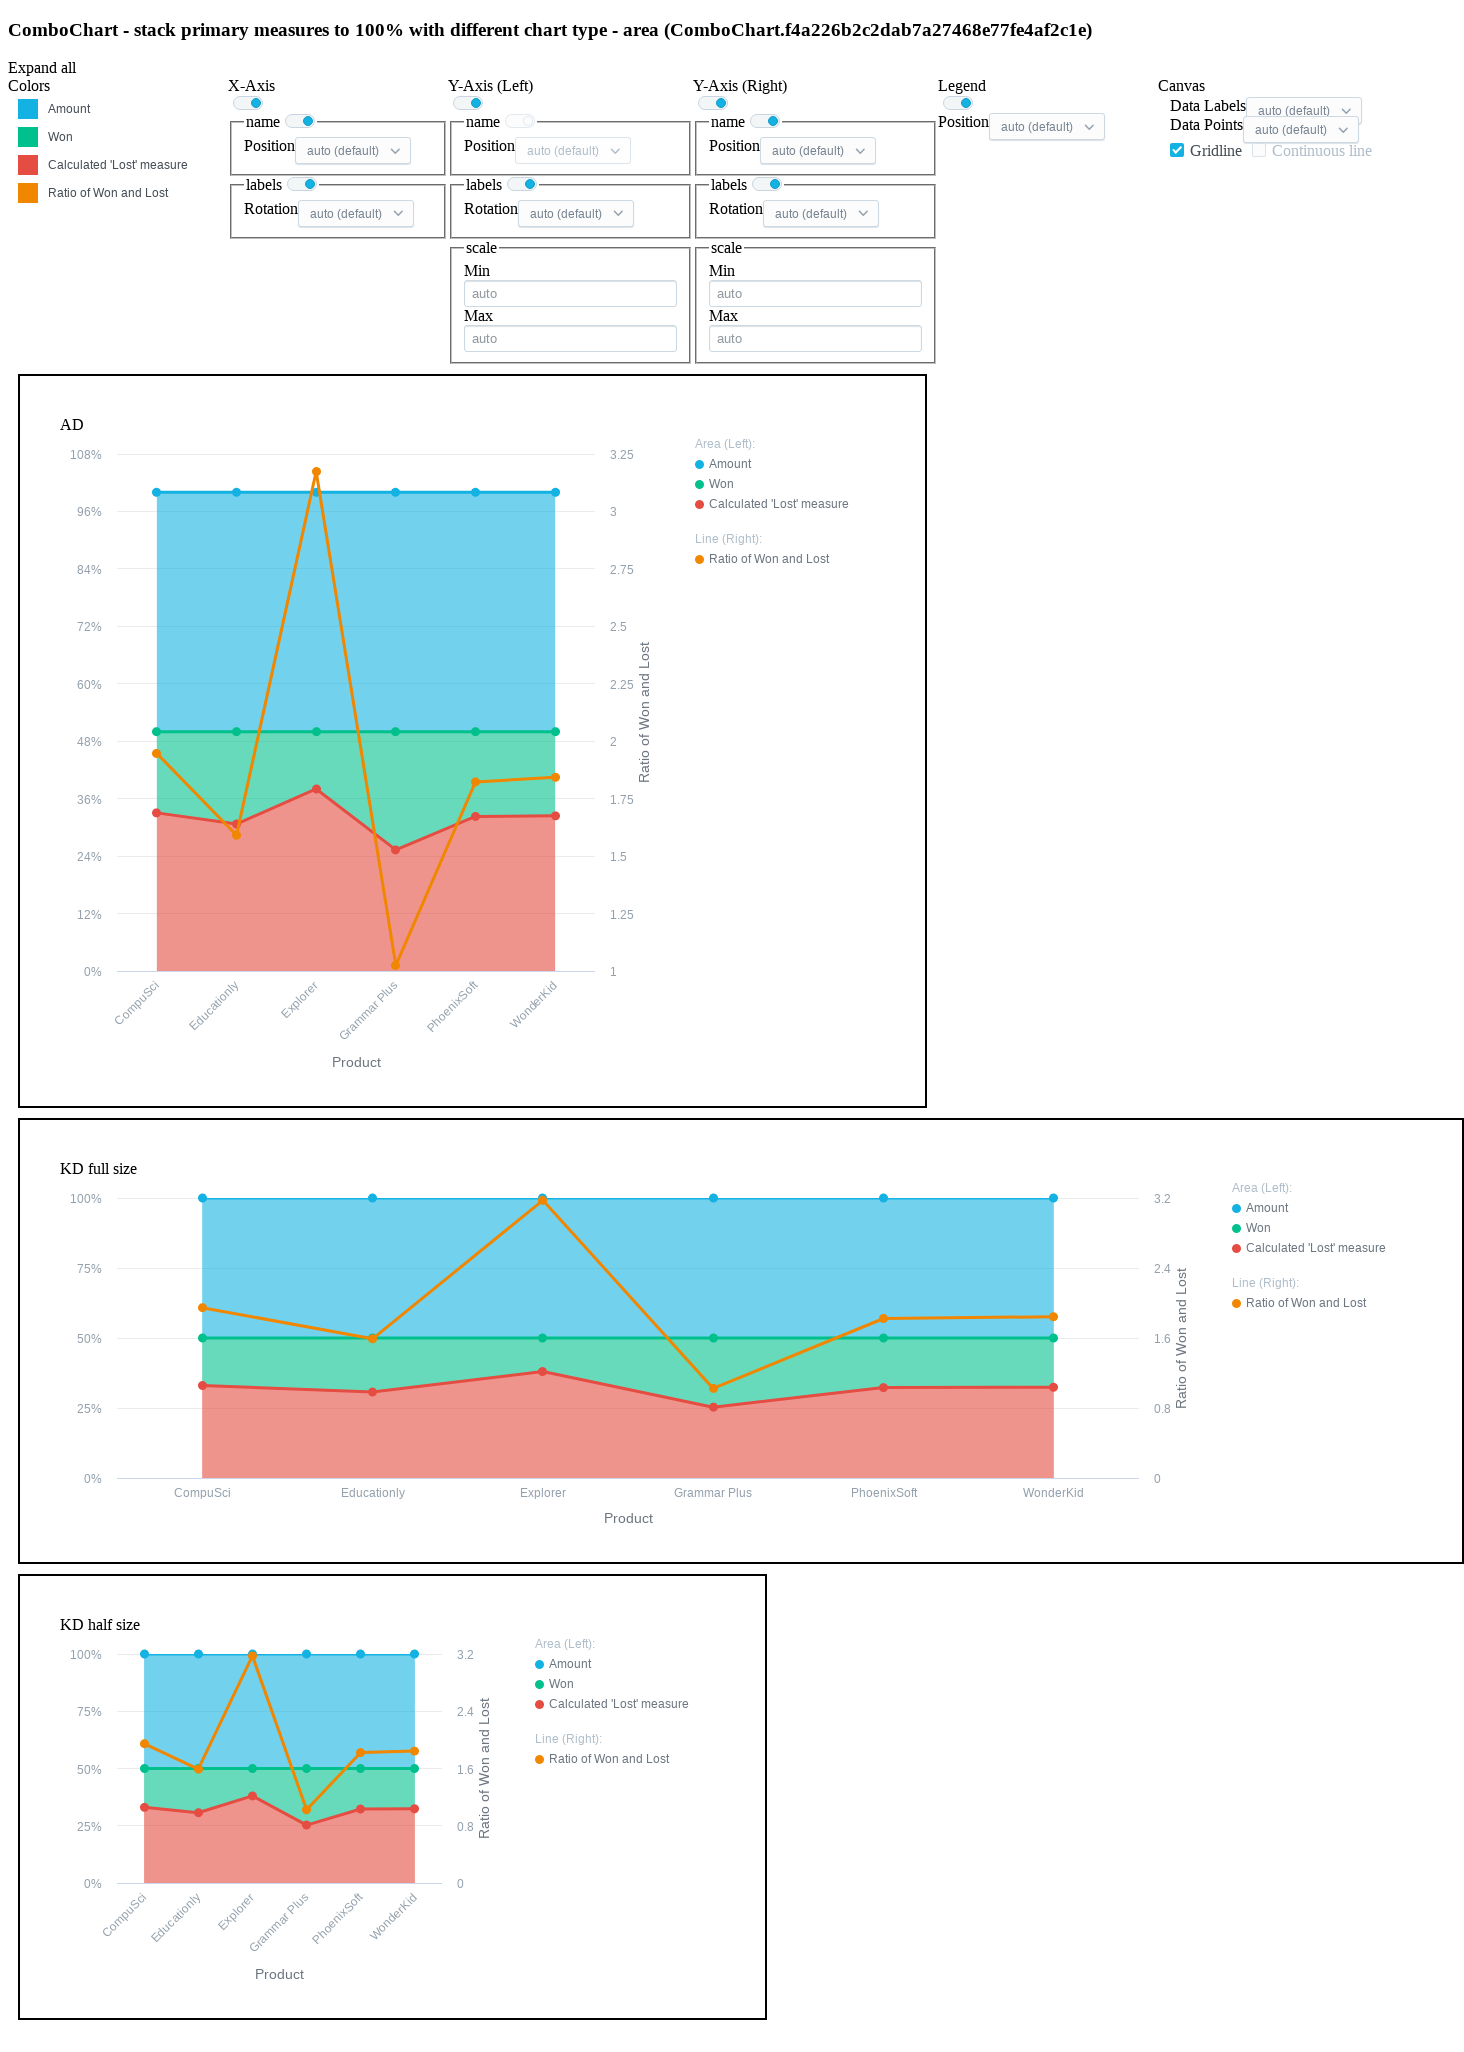 ComboChart - stack primary measures to 100% with different chart type - area (ComboChart.f4a226b2c2dab7a27468e77fe4af2c1e)
Expand all
Colors
Amount
Won
Calculated 'Lost' measure
Ratio of Won and Lost
X-Axis
name
Position auto (default)
labels
Rotation auto (default)
Y-Axis (Left)
name
Position auto (default)
labels
Rotation auto (default)
scale
Min
auto
Max
auto
Y-Axis (Right)
name
Position auto (default)
labels
Rotation auto (default)
scale
Min
auto
Max
auto
Legend
Position auto (default)
Canvas
Data Labels auto (default)
Data Points auto (default)
Gridline Continuous line
AD
108%
96%
84%
72%
60%
48%
36%
24%
12%
0%
3.25
3
2.75
2.5
2.25
2
1.75
1.5
1.25
1
Ratio of Won and Lost
CompuSci
Educationly
Explorer
Grammar Plus
PhoenixSoft
WonderKid
Product
Area (Left):
Amount
Won
Calculated 'Lost' measure
Line (Right):
Ratio of Won and Lost
KD full size
100%
75%
50%
25%
0%
3.2
2.4
1.6
0.8
0
Ratio of Won and Lost
CompuSci
Educationly
Explorer
Grammar Plus
PhoenixSoft
WonderKid
Product
Area (Left):
Amount
Won
Calculated 'Lost' measure
Line (Right):
Ratio of Won and Lost
KD half size
100%
75%
50%
25%
0%
3.2
2.4
1.6
0.8
0
Ratio of Won and Lost
CompuSci
Educationly
Explorer
Grammar Plus
PhoenixSoft
WonderKid
Product
Area (Left):
Amount
Won
Calculated 'Lost' measure
Line (Right):
Ratio of Won and Lost